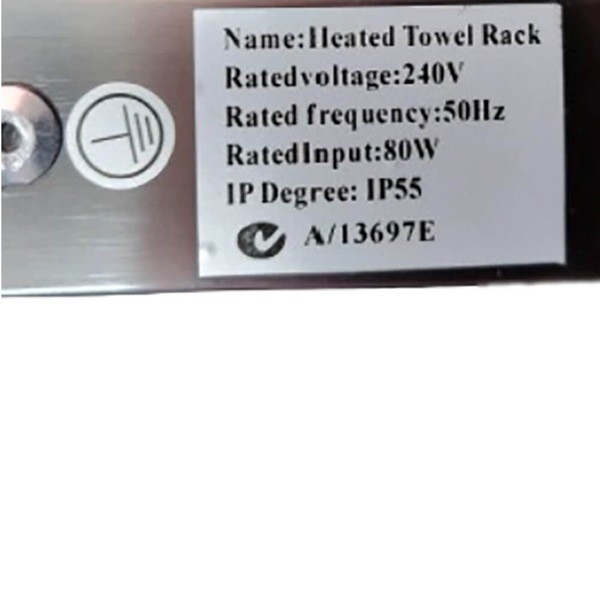 Name:Heated Towel Rack
Ratedvoltage:240V
Rated frequency:50Hz
RatedInput:80W
IP Degree: IP55
A/13697E